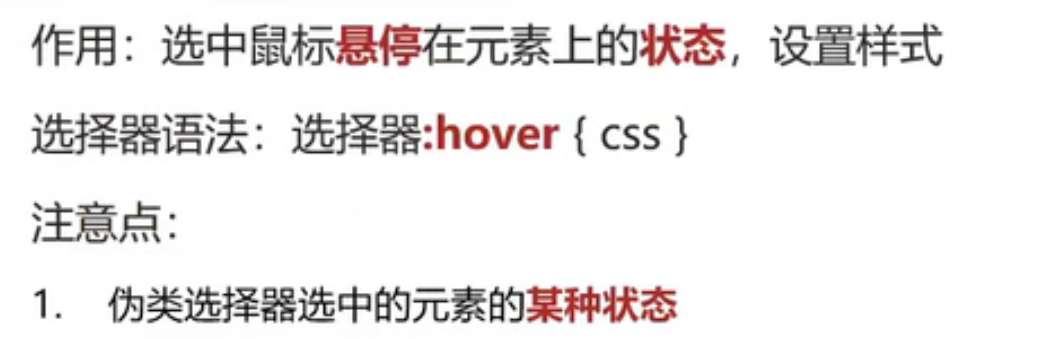 作用：选中鼠标悬停在元素上的状态，设置样式
选择器语法：选择器:hover { css }
注意点：
1. 伪类选择器选中的元素的某种状态